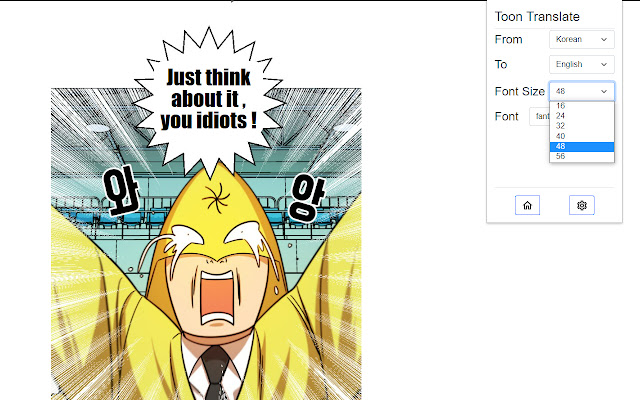 Just think
about it ,
you idiots !
와
앙
Toon Translate
From
Korean
To
English
Font Size
48
16
24
32
40
48
56
Font
fant